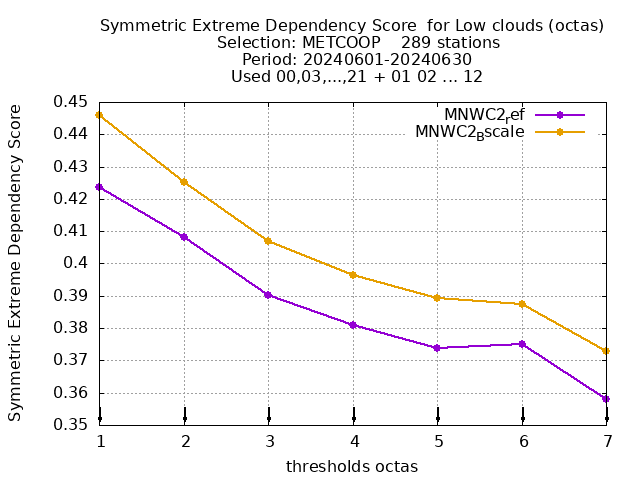 Symmetric Extreme Dependency Score for Low clouds (octas)
Selection: METCOOP 289 stations
Period: 20240601-20240630
Used 00,03,...,21 + 01 02 ... 12
MNWC2ref
MNWC2Bscale
Symmetric Extreme Dependency Score
0.45
0.44
0.43
0.42
0.41
0.4
0.39
0.38
0.37
0.36
0.35
1 2 3 4 5 6 7
thresholds octas